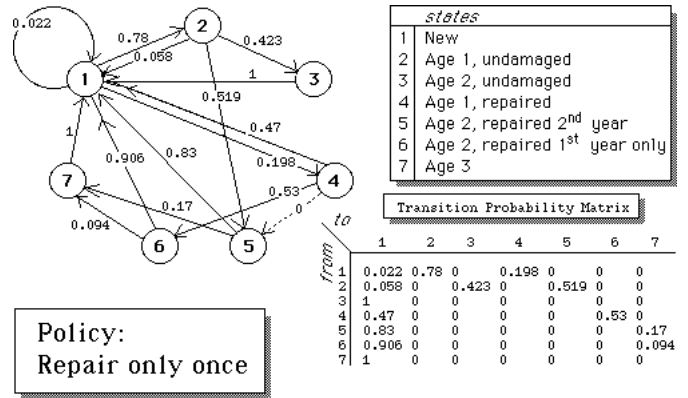 0.022
0.78
2
0.423
0.058
1
1
3
0.519
0.47
0.83
0.198
1
0.906
7
0.53
4
0.17
0
0.094
6
5
states
1 New
2 Age 1, undamaged
3 Age 2, undamaged
4 Age 1, repaired
5 Age 2, repaired 2nd year
6 Age 2, repaired 1st year only
7 Age 3
Transition Probability Matrix
to
from
1 2 3 4 5 6 7
1 0.022 0.78 0 0.198 0 0 0
2 0.058 0 0.423 0 0.519 0 0
3 1 0 0 0 0 0 0
4 0.47 0 0 0 0 0.53 0
5 0.83 0 0 0 0 0 0.17
6 0.906 0 0 0 0 0 0.094
7 1 0 0 0 0 0 0
Policy:
Repair only once